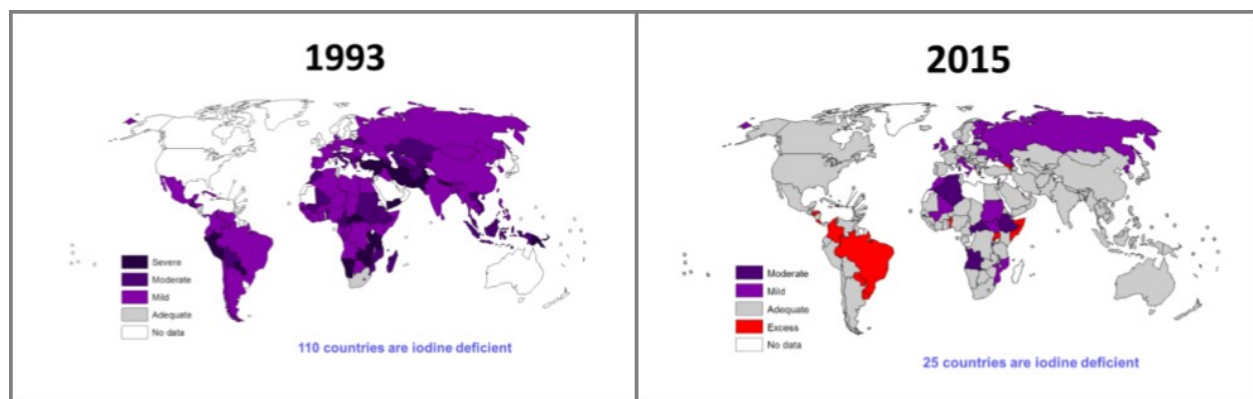 1993
Severe
Moderate
Mild
Adequate
No data
110 countries are iodine deficient
2015
Moderate
Mild
Adequate
Excess
No data
25 countries are iodine deficient